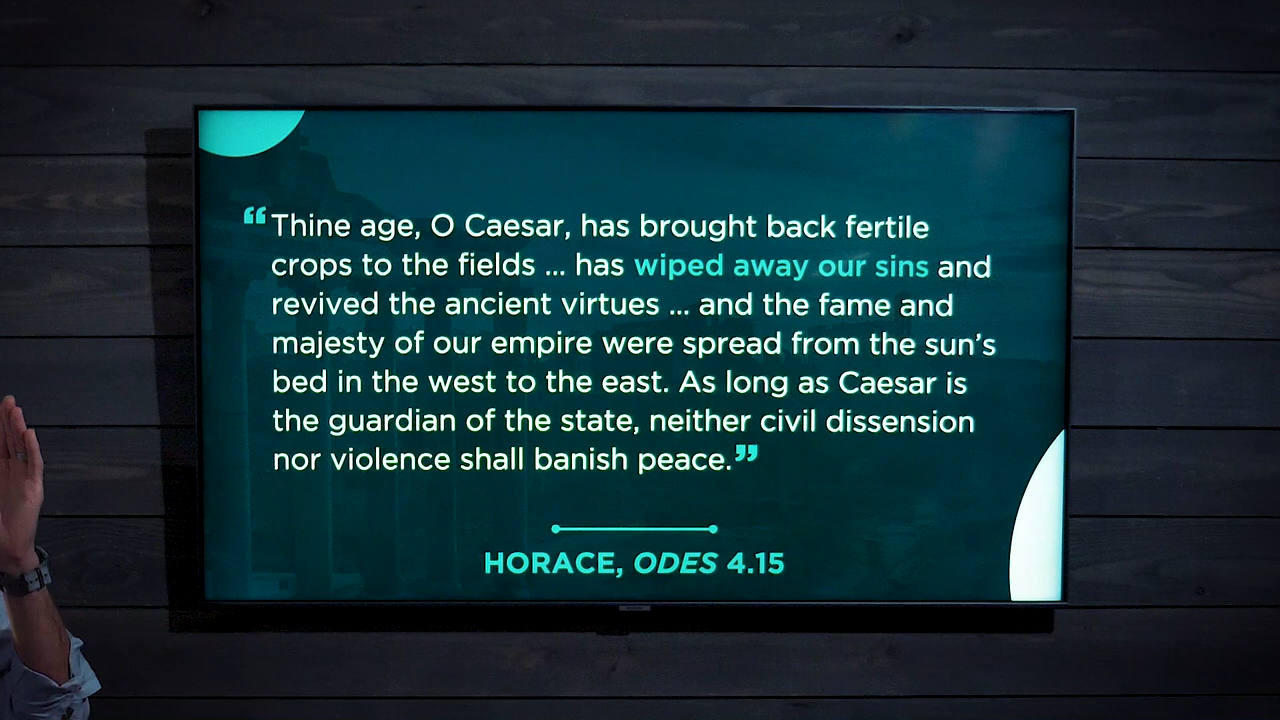 “Thine age, O Caesar, has brought back fertile
crops to the fields ... has wiped away our sins and
revived the ancient virtues ... and the fame and
majesty of our empire were spread from the sun’s
bed in the west to the east. As long as Caesar is
the guardian of the state, neither civil dissension
nor violence shall banish peace.”
HORACE, ODES 4.15